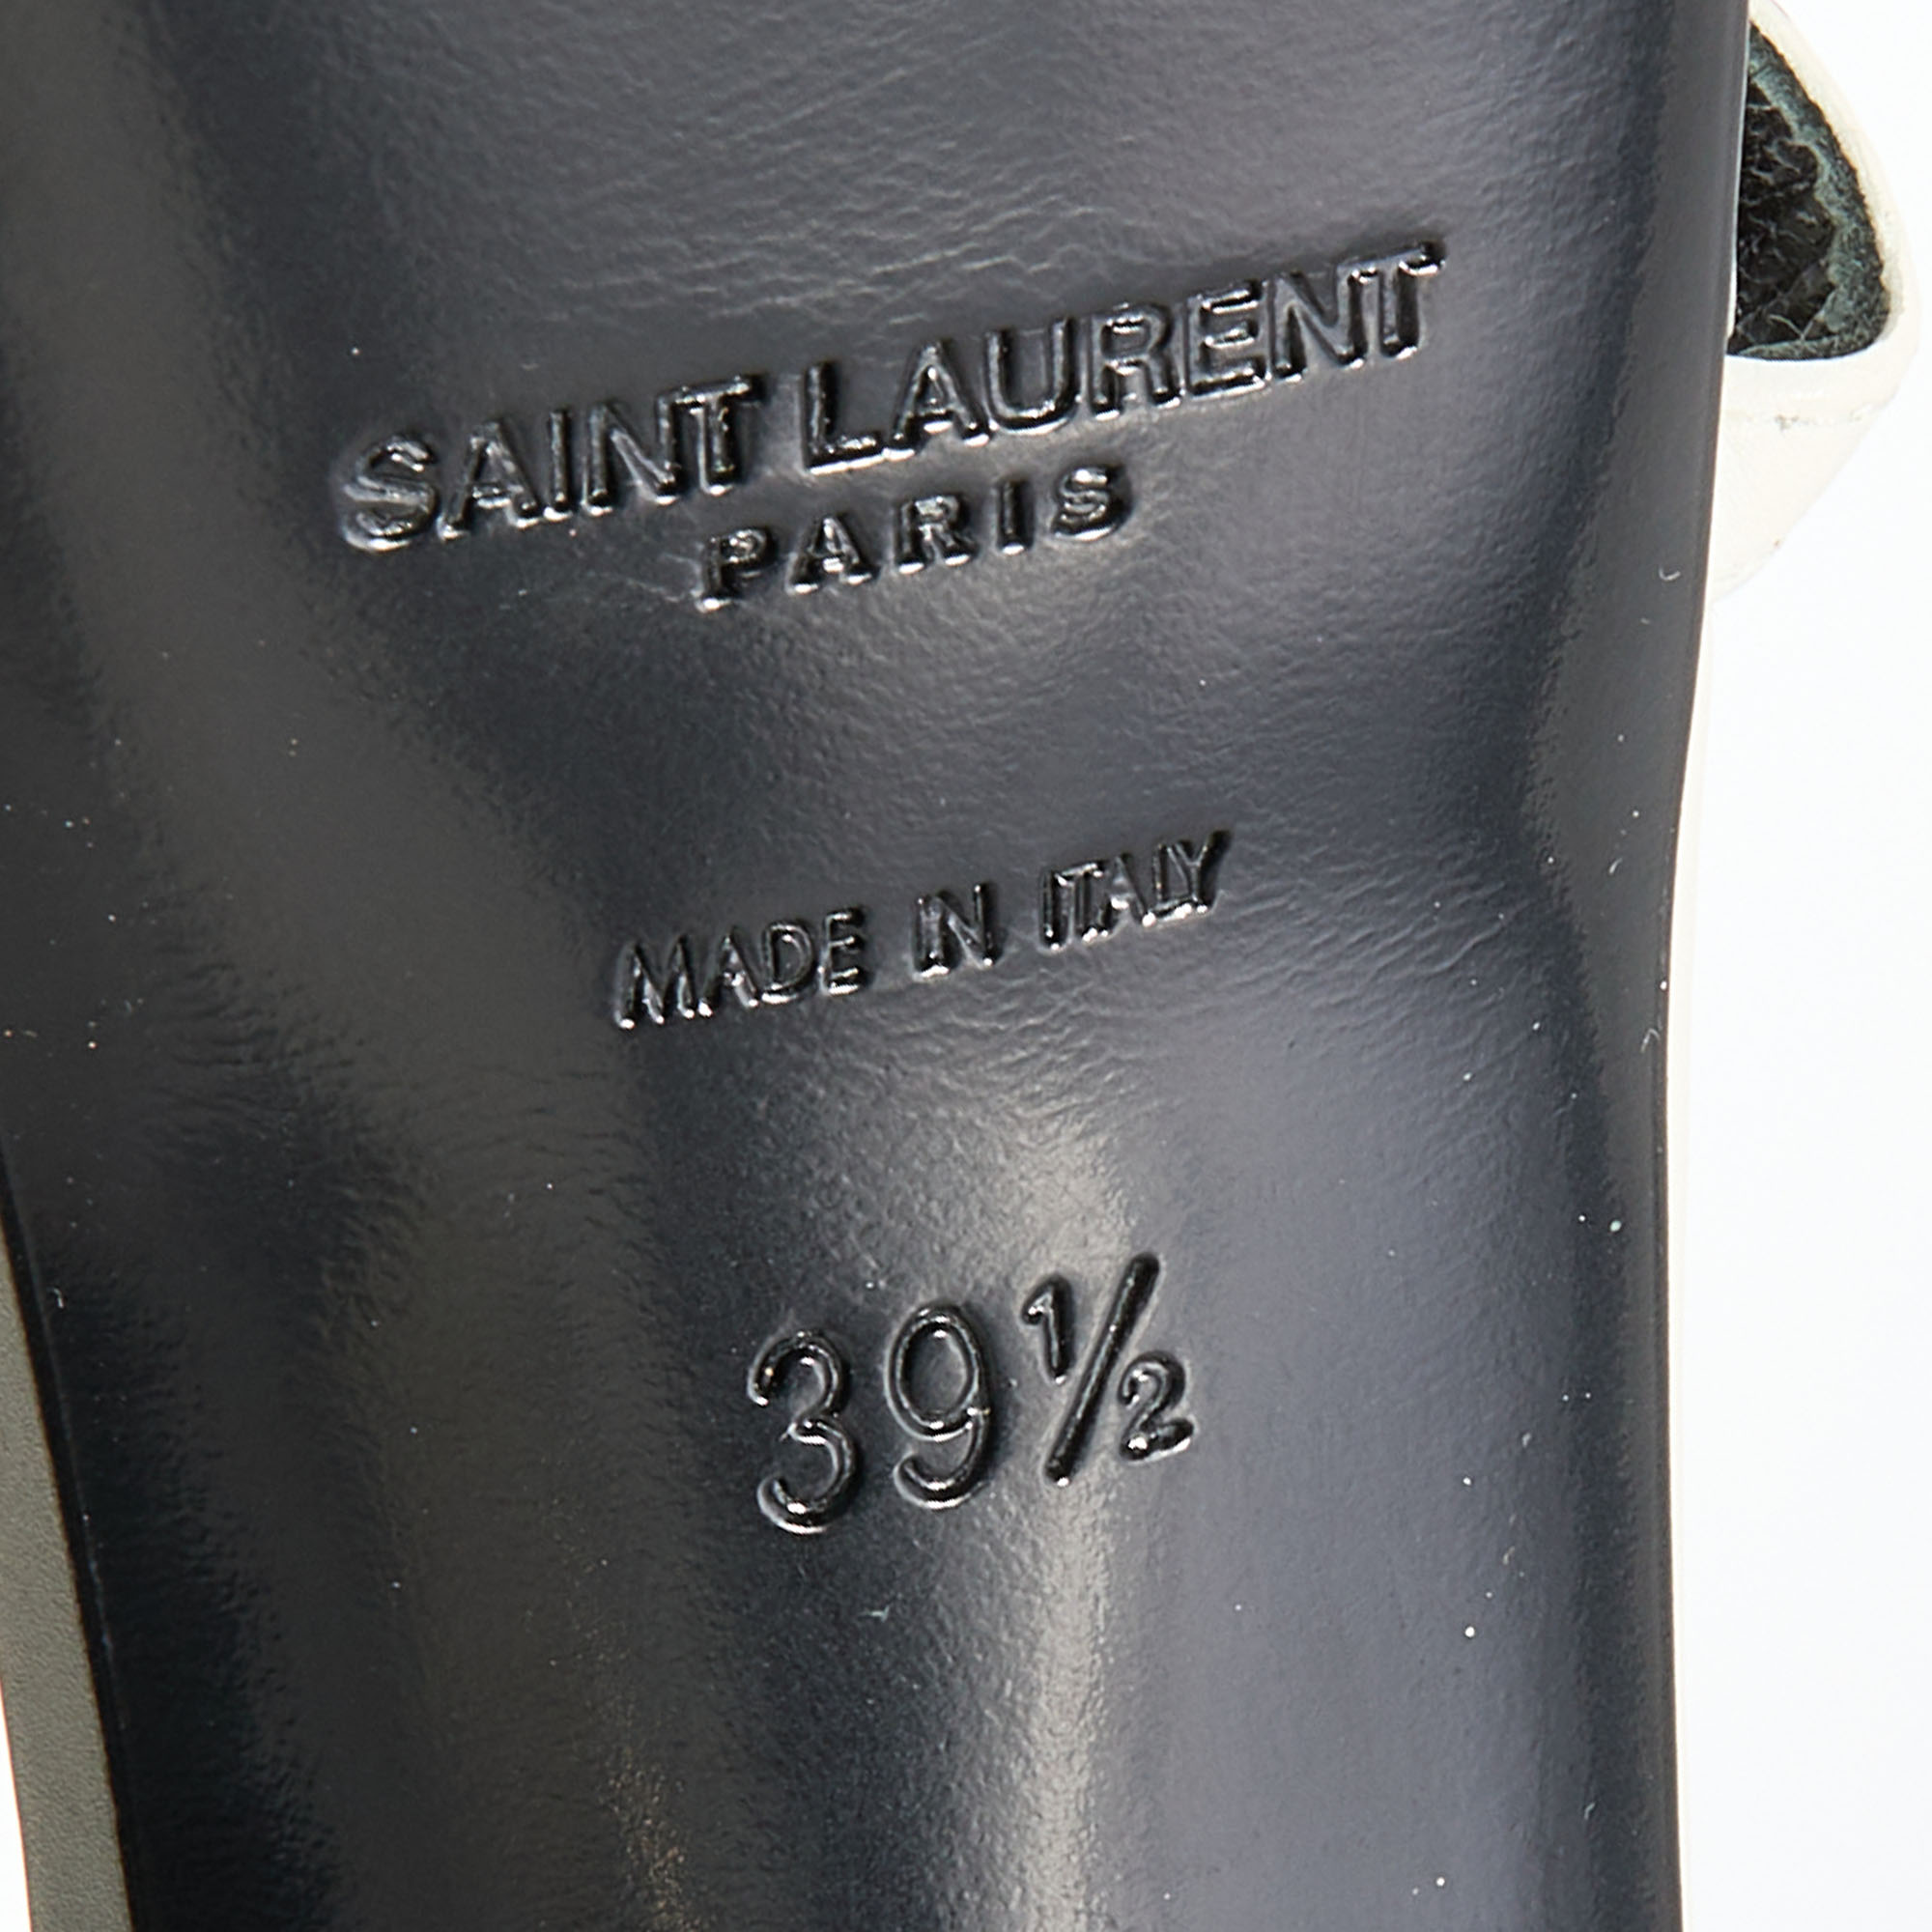 SAINT LAURENT
PARIS
MADE IN ITALY
39½